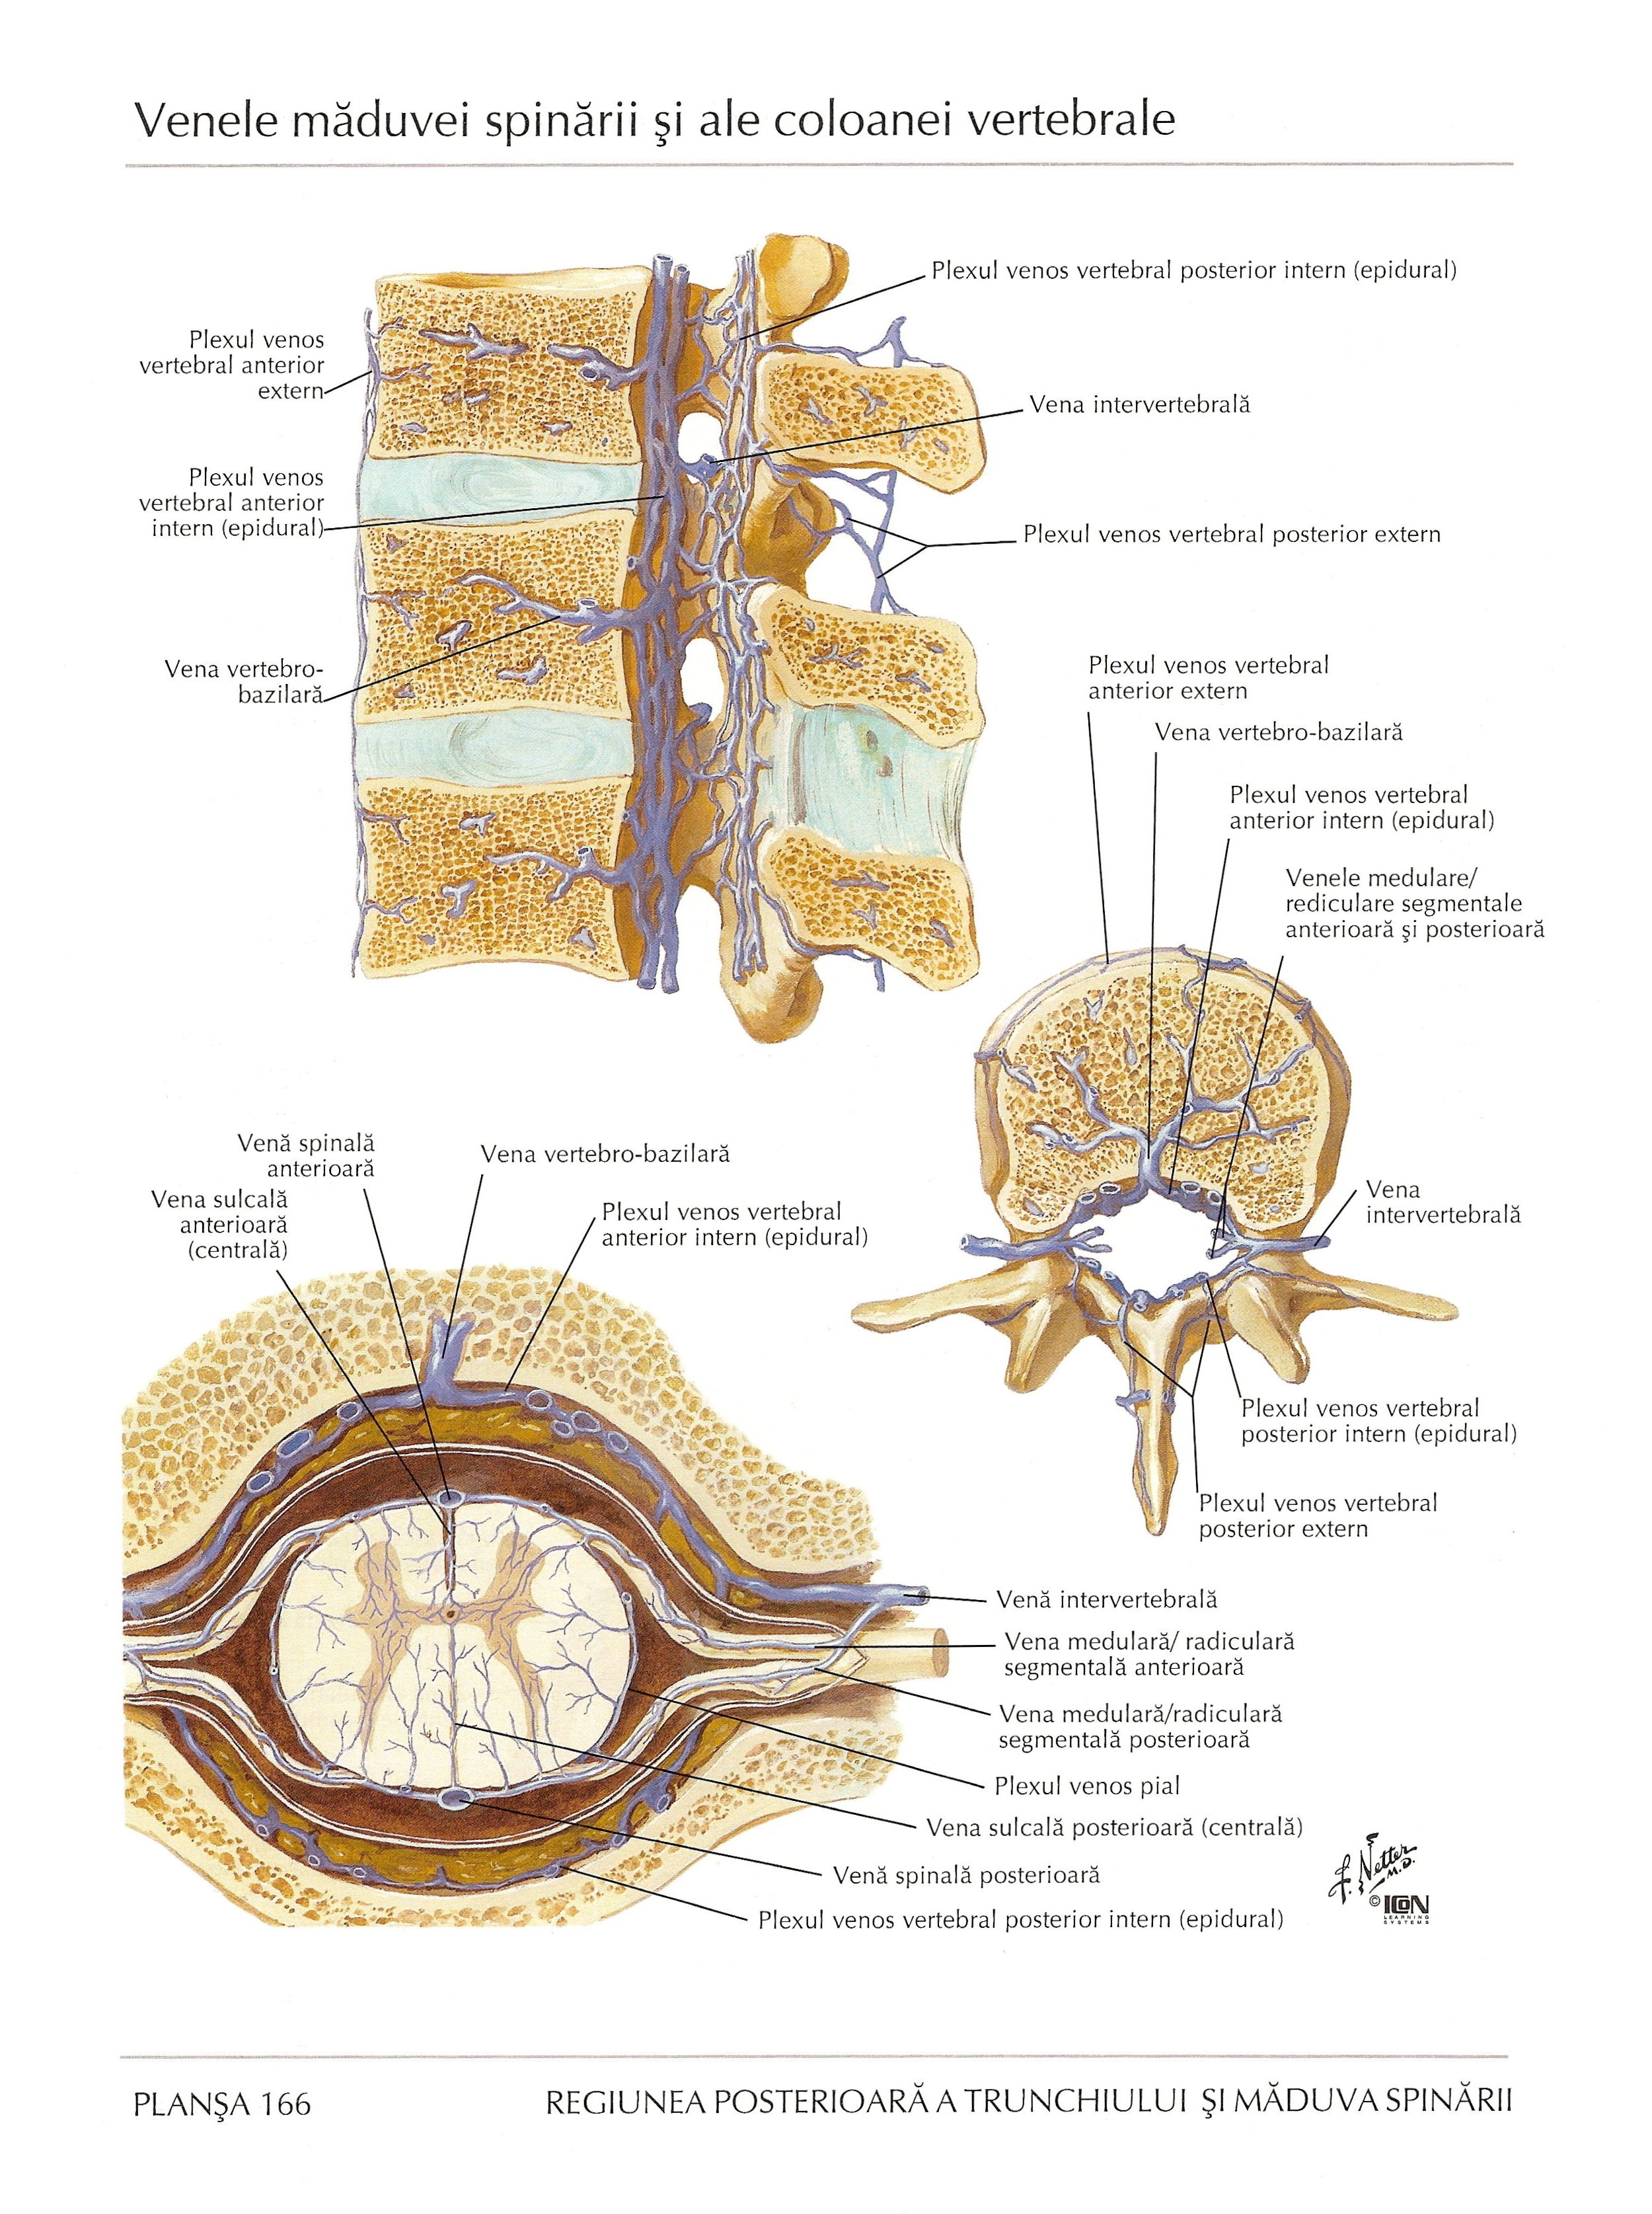 Venele măduvei spinării şi ale coloanei vertebrale
Plexul venos vertebral posterior intern (epidural)
Plexul venos
vertebral anterior
extern
Vena intervertebrală
Plexul venos
vertebral anterior
intern (epidural)
Plexul venos vertebral posterior extern
Vena vertebro-
bazilară
Plexul venos vertebral
anterior extern
Vena vertebro-bazilară
Plexul venos vertebral
anterior intern (epidural)
Venele medulare/
rediculare segmentale
anterioară şi posterioară
Vena
intervertebrală
Plexul venos vertebral
posterior intern (epidural)
Plexul venos vertebral
posterior extern
Venă spinală
anterioară
Vena vertebro-bazilară
Vena sulcală
anterioară
(centrală)
Plexul venos vertebral
anterior intern (epidural)
Venă intervertebrală
Vena medulară/ radiculară
segmentală anterioară
Vena medulară/radiculară
segmentală posterioară
Plexul venos pial
Vena sulcală posterioară (centrală)
Venă spinală posterioară
Plexul venos vertebral posterior intern (epidural)
F. Netter
M.D.
© ICON
LEARNING
SYSTEMS
PLANŞA 166
REGIUNEA POSTERIOARĂ A TRUNCHIULUI ŞI MĂDUVA SPINĂRII